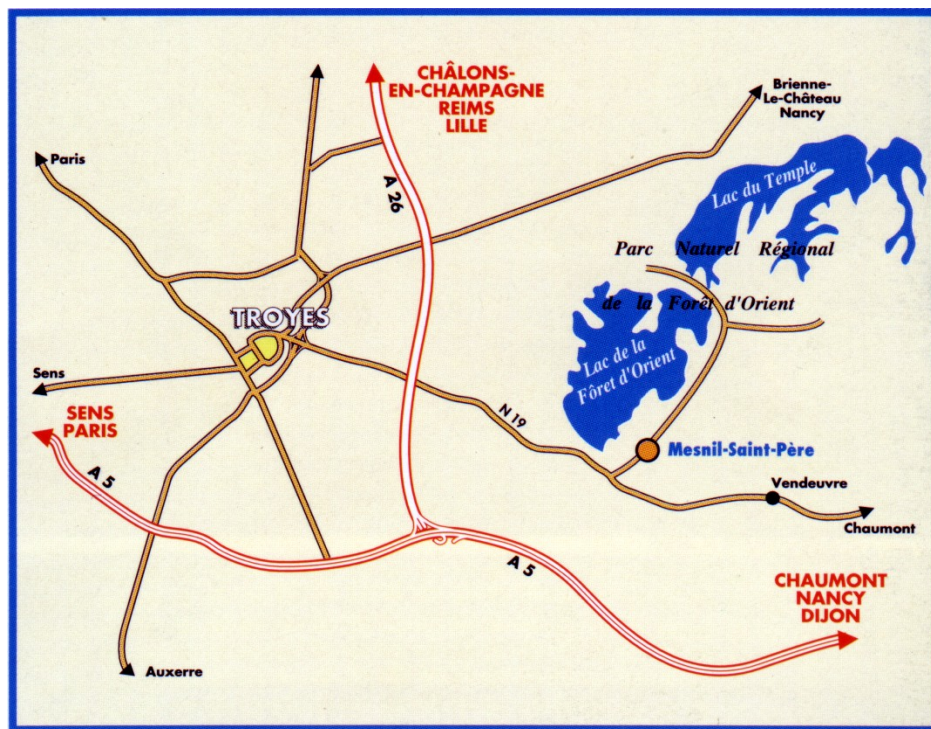 CHÂLONS-
EN-CHAMPAGNE
REIMS
LILLE
Brienne-
Le-Château
Nancy
Paris
A 26
Lac du Temple
Parc Naturel Régional
de la Forêt d'Orient
TROYES
Lac de la
Fôret d'Orient
Sens
SENS
PARIS
N 19
Mesnil-Saint-Père
A 5
Vendeuvre
Chaumont
A 5
CHAUMONT
NANCY
DIJON
Auxerre